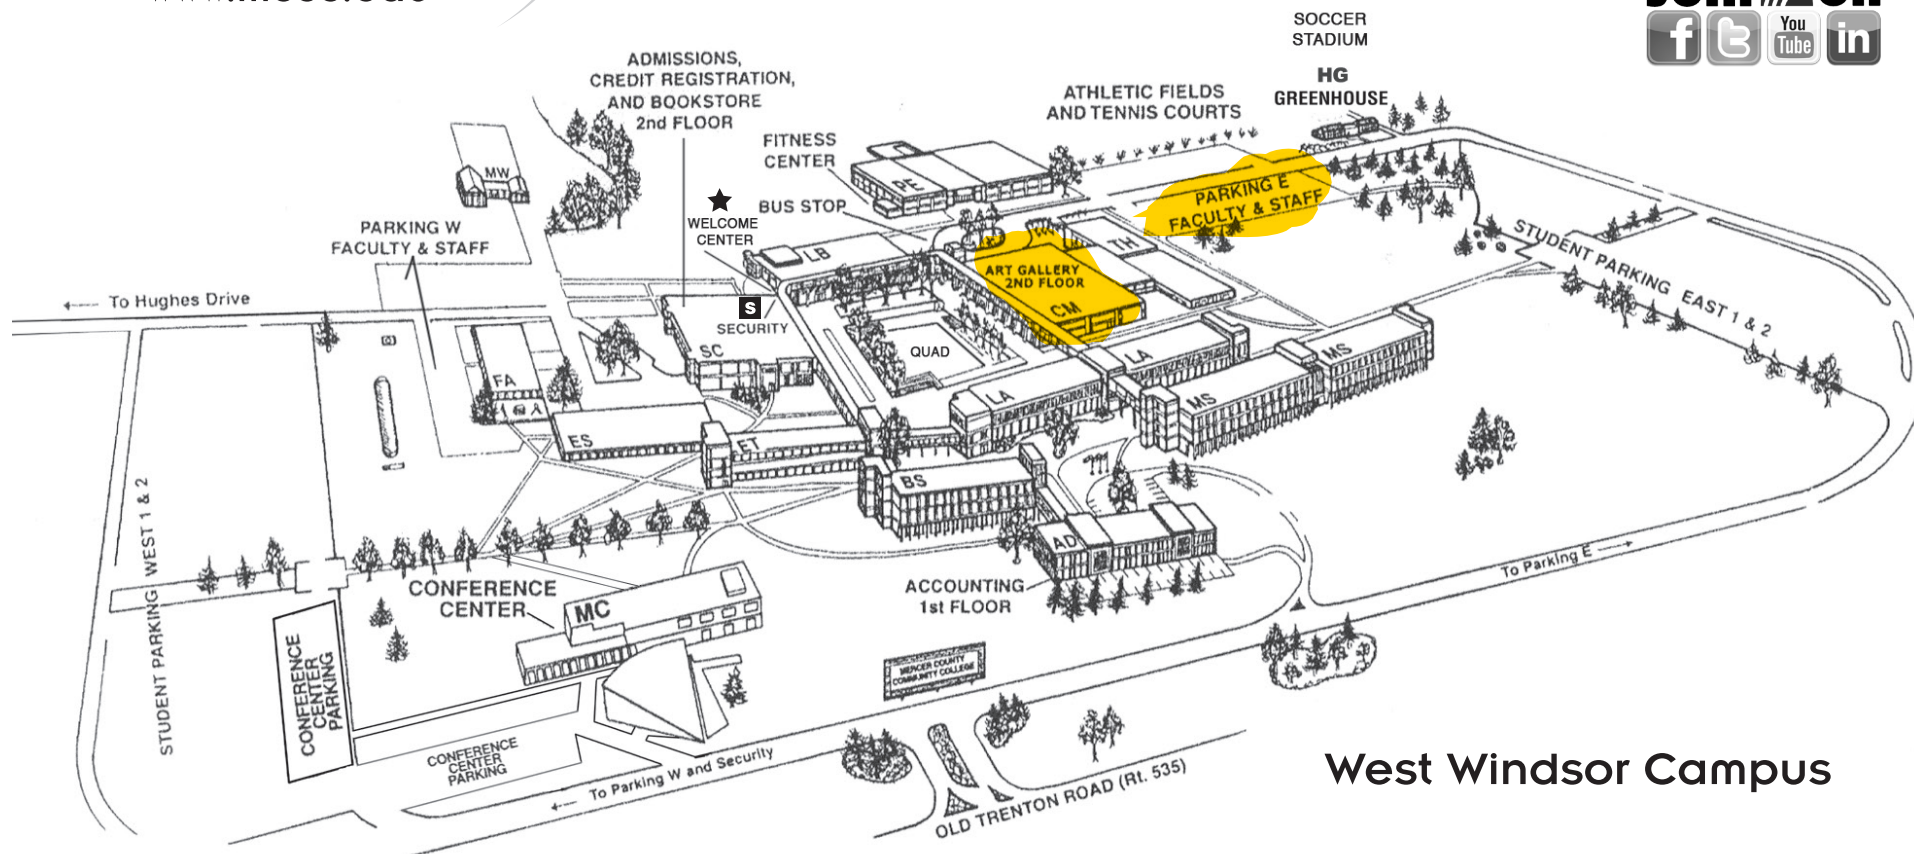 SOCCER
STADIUM
HG
GREENHOUSE
You
Tube
f
t
in
ADMISSIONS,
CREDIT REGISTRATION,
AND BOOKSTORE
2nd FLOOR
ATHLETIC FIELDS
AND TENNIS COURTS
FITNESS
CENTER
PE
MW
BUS STOP
PARKING E
FACULTY & STAFF
WELCOME
CENTER
PARKING W
FACULTY & STAFF
LB
TH
STUDENT PARKING EAST 1 & 2
ART GALLERY
2ND FLOOR
CM
← To Hughes Drive
S
SECURITY
SC
QUAD
LA
MS
FA
LA
MS
ES
ET
BS
AD
STUDENT PARKING WEST 1 & 2
To Parking E →
CONFERENCE
CENTER
MC
ACCOUNTING
1st FLOOR
CONFERENCE
CENTER
PARKING
MERCER COUNTY
COMMUNITY COLLEGE
CONFERENCE
CENTER
PARKING
← To Parking W and Security
OLD TRENTON ROAD (Rt. 535)
West Windsor Campus